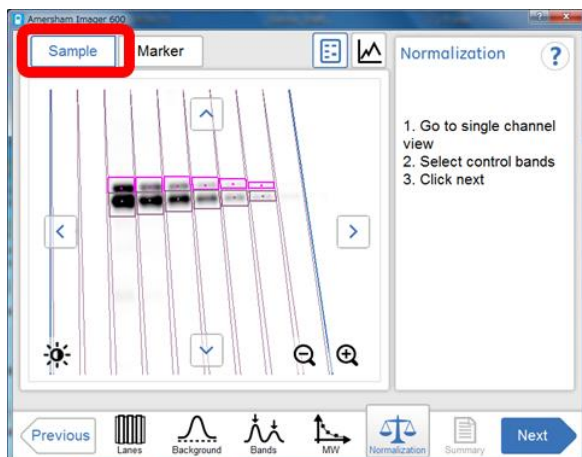 Amersham Imager 600
Sample
Marker
Normalization
?
1. Go to single channel
view
2. Select control bands
3. Click next
Previous
Lanes
Background
Bands
MW
Normalization
Summary
Next